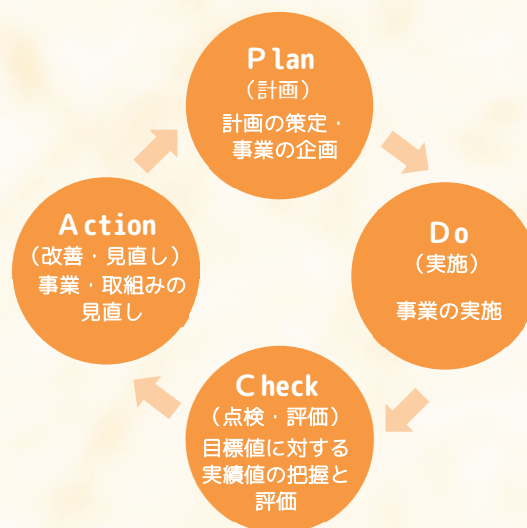 Plan
（計画）
計画の策定・
事業の企画
Do
（実施）
事業の実施
Check
（点検・評価）
目標値に対する
実績値の把握と
評価
Action
（改善・見直し）
事業・取組みの
見直し